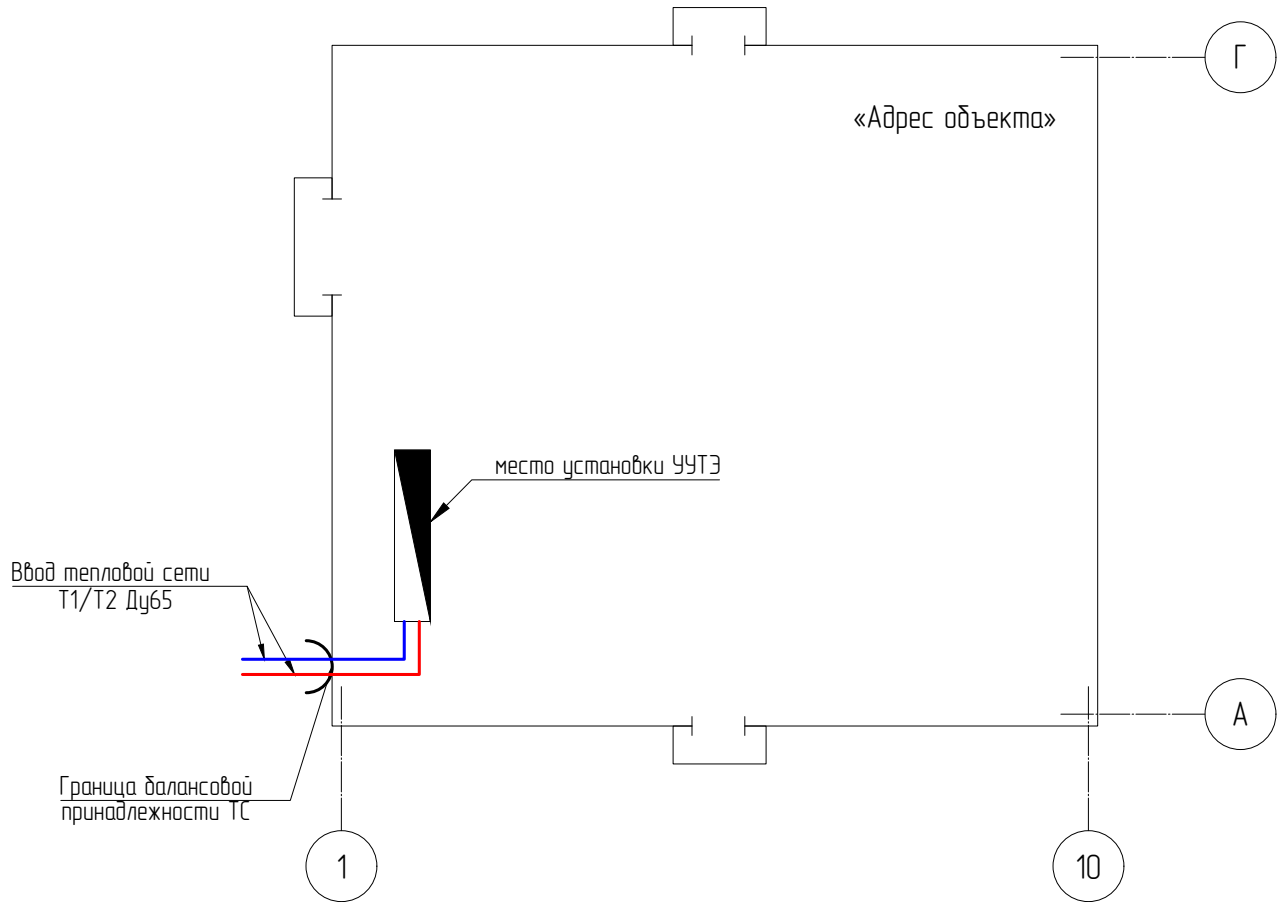 Г
«Адрес объекта»
место установки УУТЭ
Ввод тепловой сети
Т1/Т2 Ду65
А
Граница балансовой
принадлежности ТС
1
10